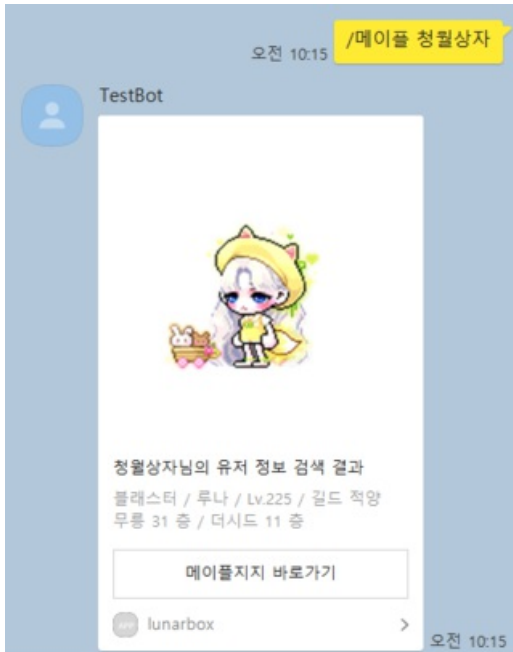 /메이플 청월상자
오전 10:15
TestBot
청월상자님의 유저 정보 검색 결과
블래스터 / 루나 / Lv.225 / 길드 적양
무릉 31 층 / 더시드 11 층
메이플지지 바로가기
lunarbox
오전 10:15